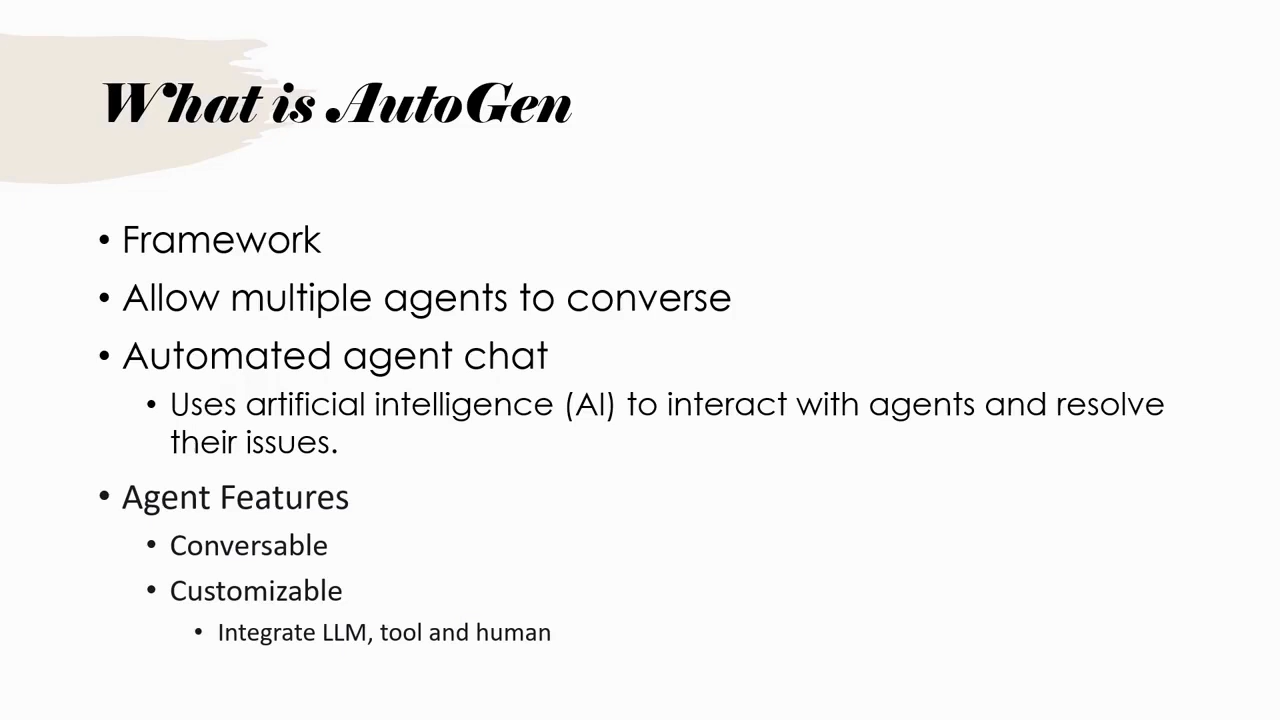 What is AutoGen
• Framework
• Allow multiple agents to converse
• Automated agent chat
• Uses artificial intelligence (AI) to interact with agents and resolve
their issues.
• Agent Features
• Conversable
• Customizable
• Integrate LLM, tool and human